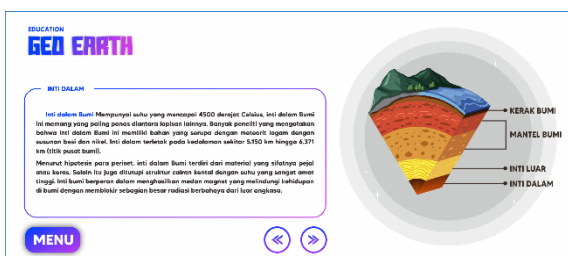 EDUCATION
GEO EARTH
INTI DALAM
Inti dalam Bumi Mempunyai suhu yang mencapai 4500 derajat Celsius, inti dalam Bumi
ini memang yang paling panas diantara lapisan lainnya. Banyak peneliti yang mengatakan
bahwa Inti dalam Bumi ini memiliki bahan yang serupa dengan meteorit logam dengan
susunan besi dan nikel. Inti dalam terletak pada kedalaman sekitar 5.150 km hingga 6.371
km (titik pusat bumi).
Menurut hipotesis para periset, inti dalam Bumi terdiri dari material yang sifatnya pejal
atau keras. Selain itu juga ditutupi struktur cairan kental dengan suhu yang sangat amat
tinggi. Inti bumi berperan dalam menghasilkan medan magnet yang melindungi kehidupan
di bumi dengan memblokir sebagian besar radiasi berbahaya dari luar angkasa.
KERAK BUMI
MANTEL BUMI
INTI LUAR
INTI DALAM
MENU